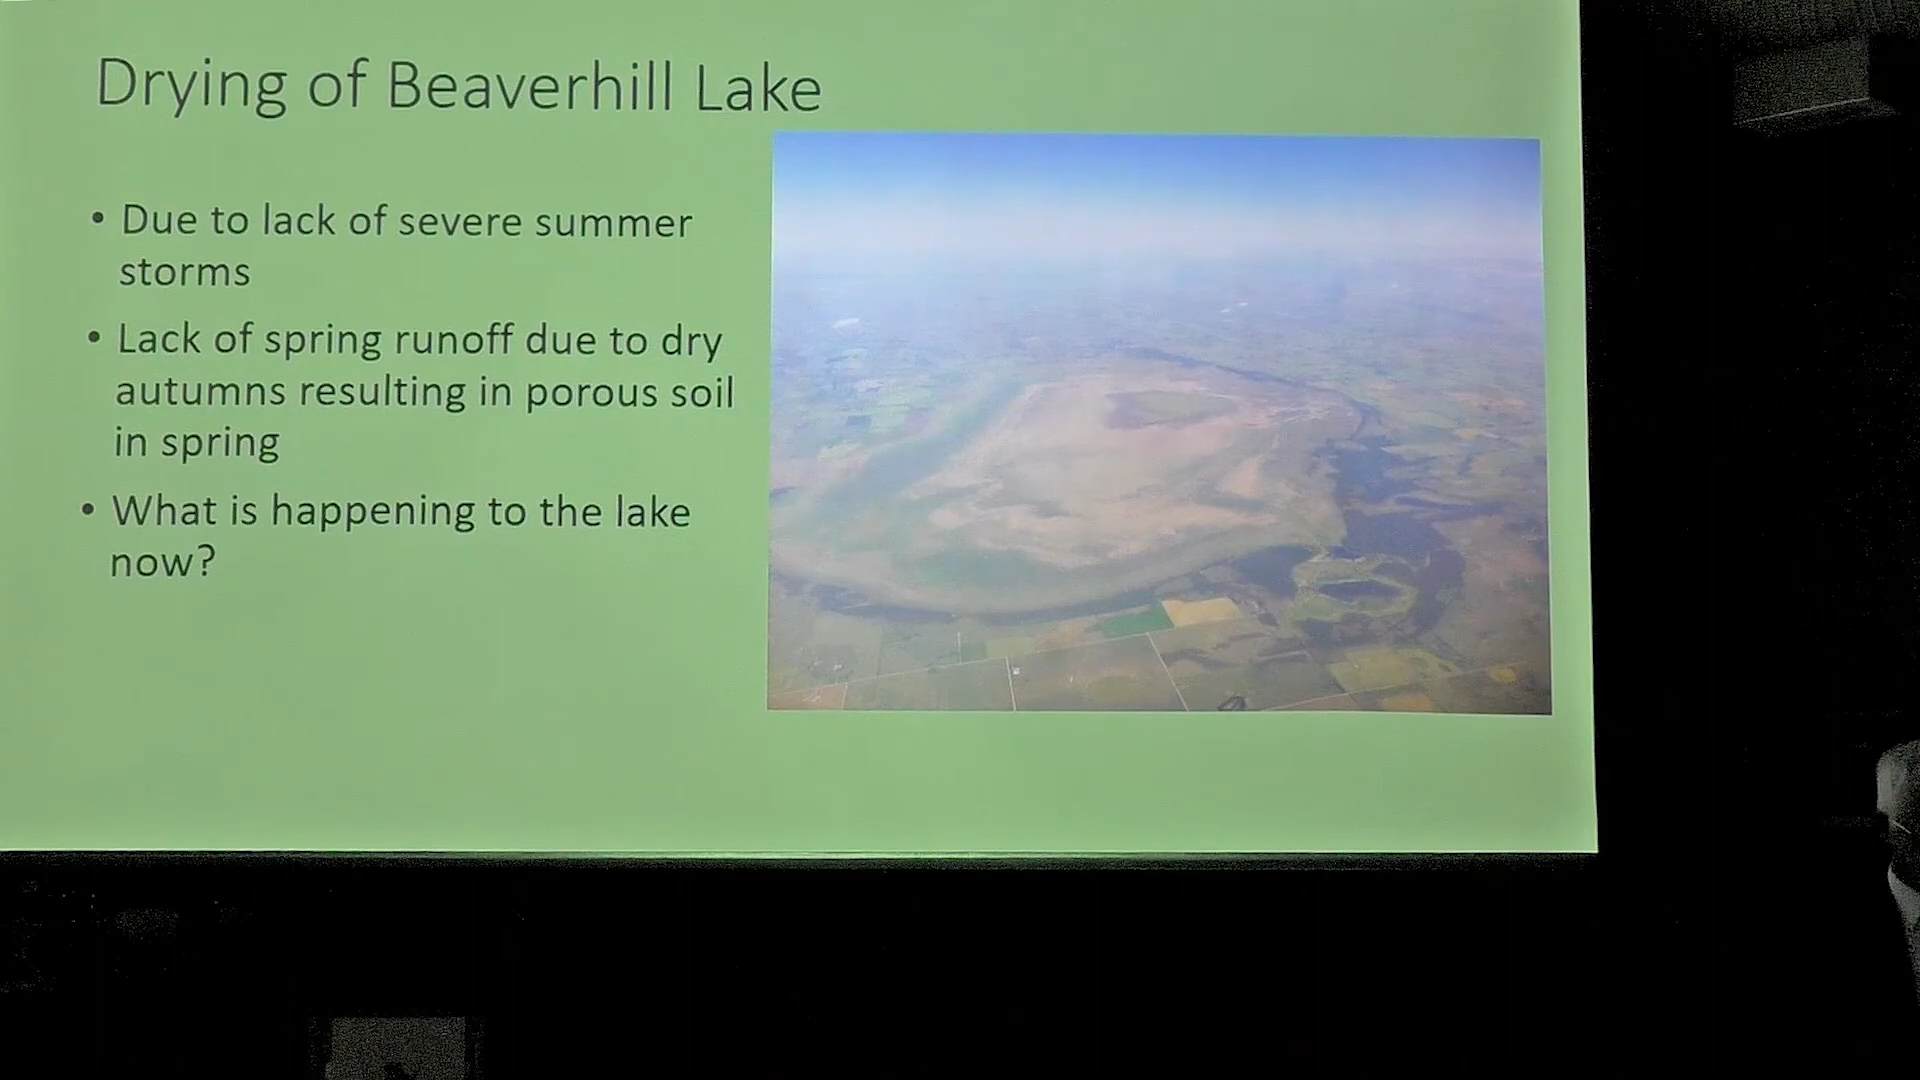 Drying of Beaverhill Lake
• Due to lack of severe summer
storms
• Lack of spring runoff due to dry
autumns resulting in porous soil
in spring
• What is happening to the lake
now?